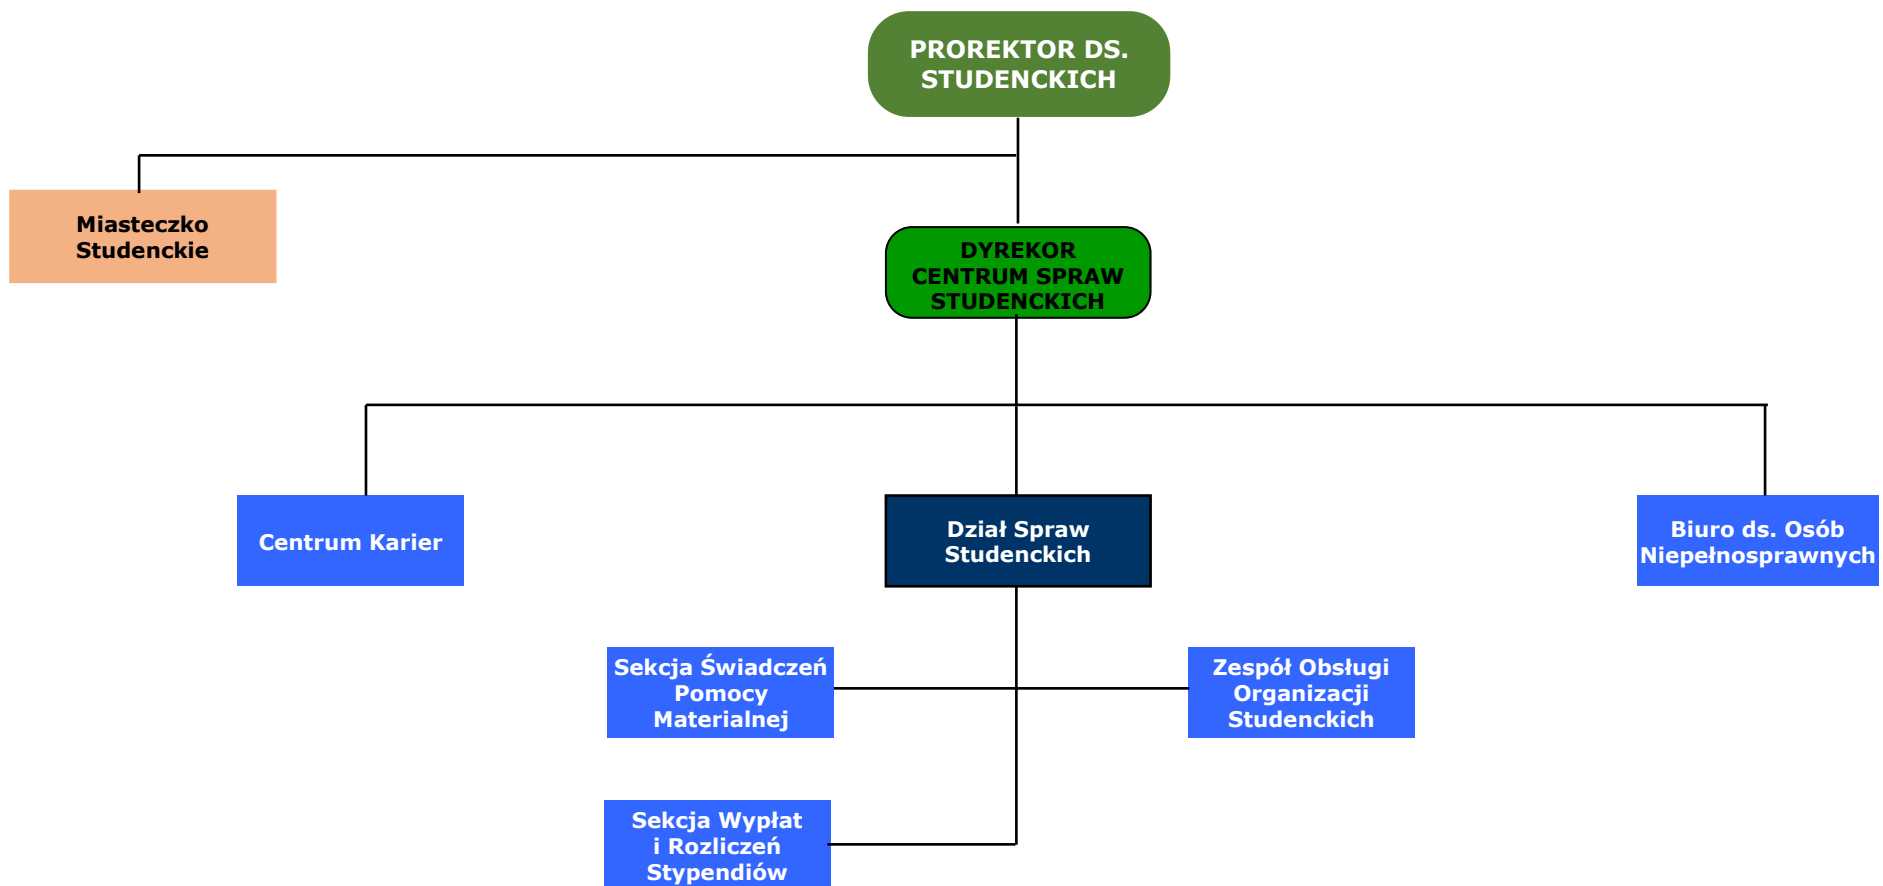 PROREKTOR DS.
STUDENCKICH
Miasteczko
Studenckie
DYREKOR
CENTRUM SPRAW
STUDENCKICH
Centrum Karier
Dział Spraw
Studenckich
Biuro ds. Osób
Niepełnosprawnych
Sekcja Świadczeń
Pomocy
Materialnej
Zespół Obsługi
Organizacji
Studenckich
Sekcja Wypłat
i Rozliczeń
Stypendiów